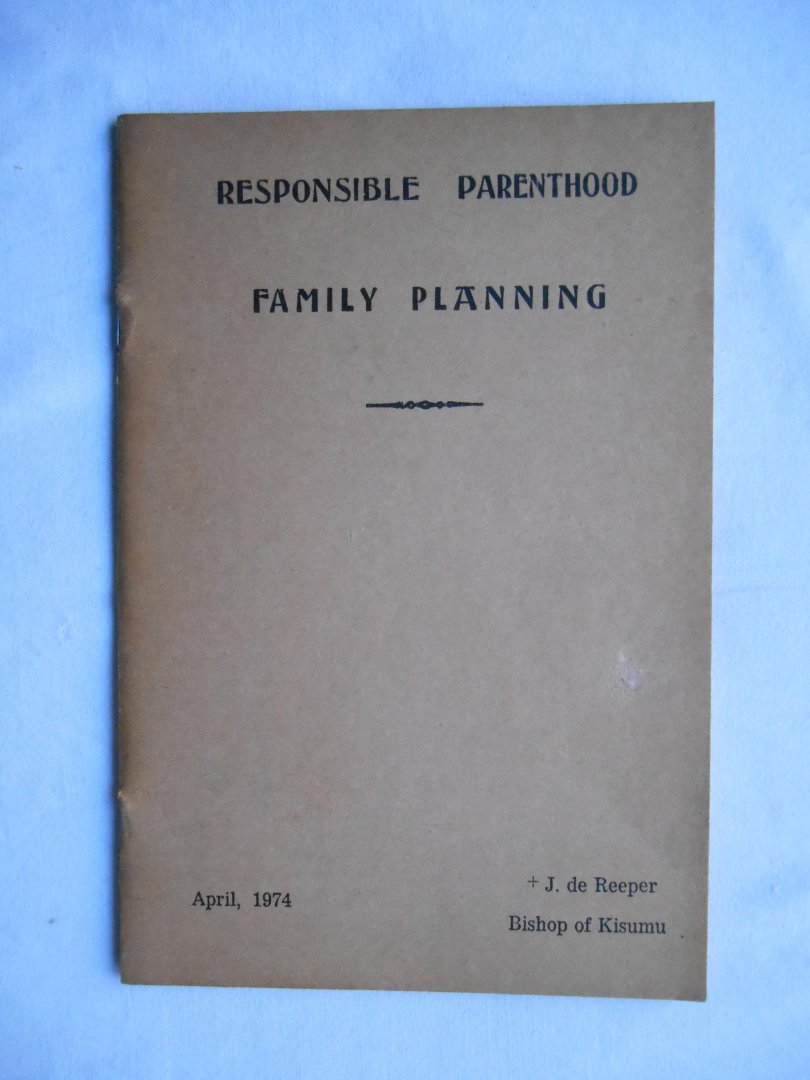 RESPONSIBLE PARENTHOOD
FAMILY PLANNING
April, 1974
+ J. de Reeper
Bishop of Kisumu